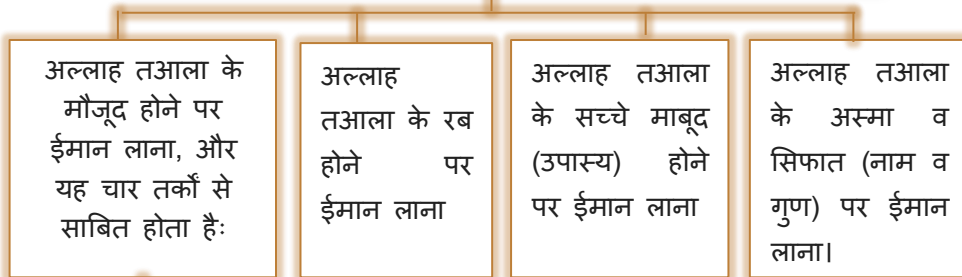 अल्लाह तआला के
मौजूद होने पर
ईमान लाना, और
यह चार तर्कों से
साबित होता हैः
अल्लाह
तआला के रब
होने पर
ईमान लाना
अल्लाह तआला
के सच्चे माबूद
(उपास्य) होने
पर ईमान लाना
अल्लाह तआला
के अस्मा व
सिफात (नाम व
गुण) पर ईमान
लाना।